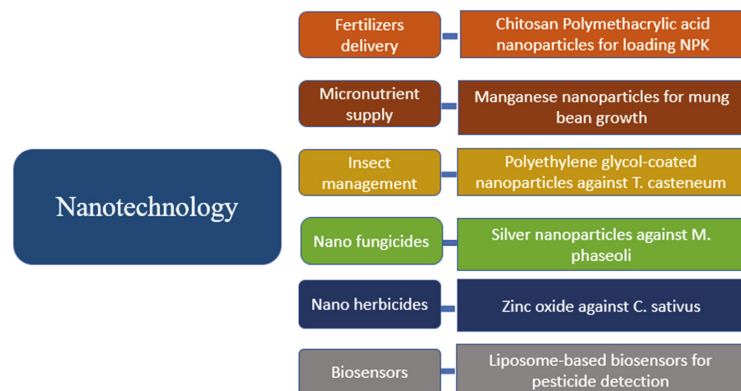 Fertilizers
delivery
Chitosan Polymethacrylic acid
nanoparticles for loading NPK
Micronutrient
supply
Manganese nanoparticles for mung
bean growth
Nanotechnology
Insect
management
Polyethylene glycol-coated
nanoparticles against T. casteneum
Nano fungicides
Silver nanoparticles against M.
phaseoli
Nano herbicides
Zinc oxide against C. sativus
Biosensors
Liposome-based biosensors for
pesticide detection